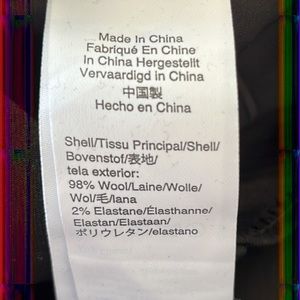 Made In China
Fabriqué En Chine
In China Hergestellt
Vervaardigd in China
中国製
Hecho en China
Shell/Tissu Principal/Shell/
Bovenstof/表地/
tela exterior:
98% Wool/Laine/Wolle/
Wol/毛/lana
2% Elastane/Élasthanne/
Elastan/Elastaan/
ポリウレタン/elastano